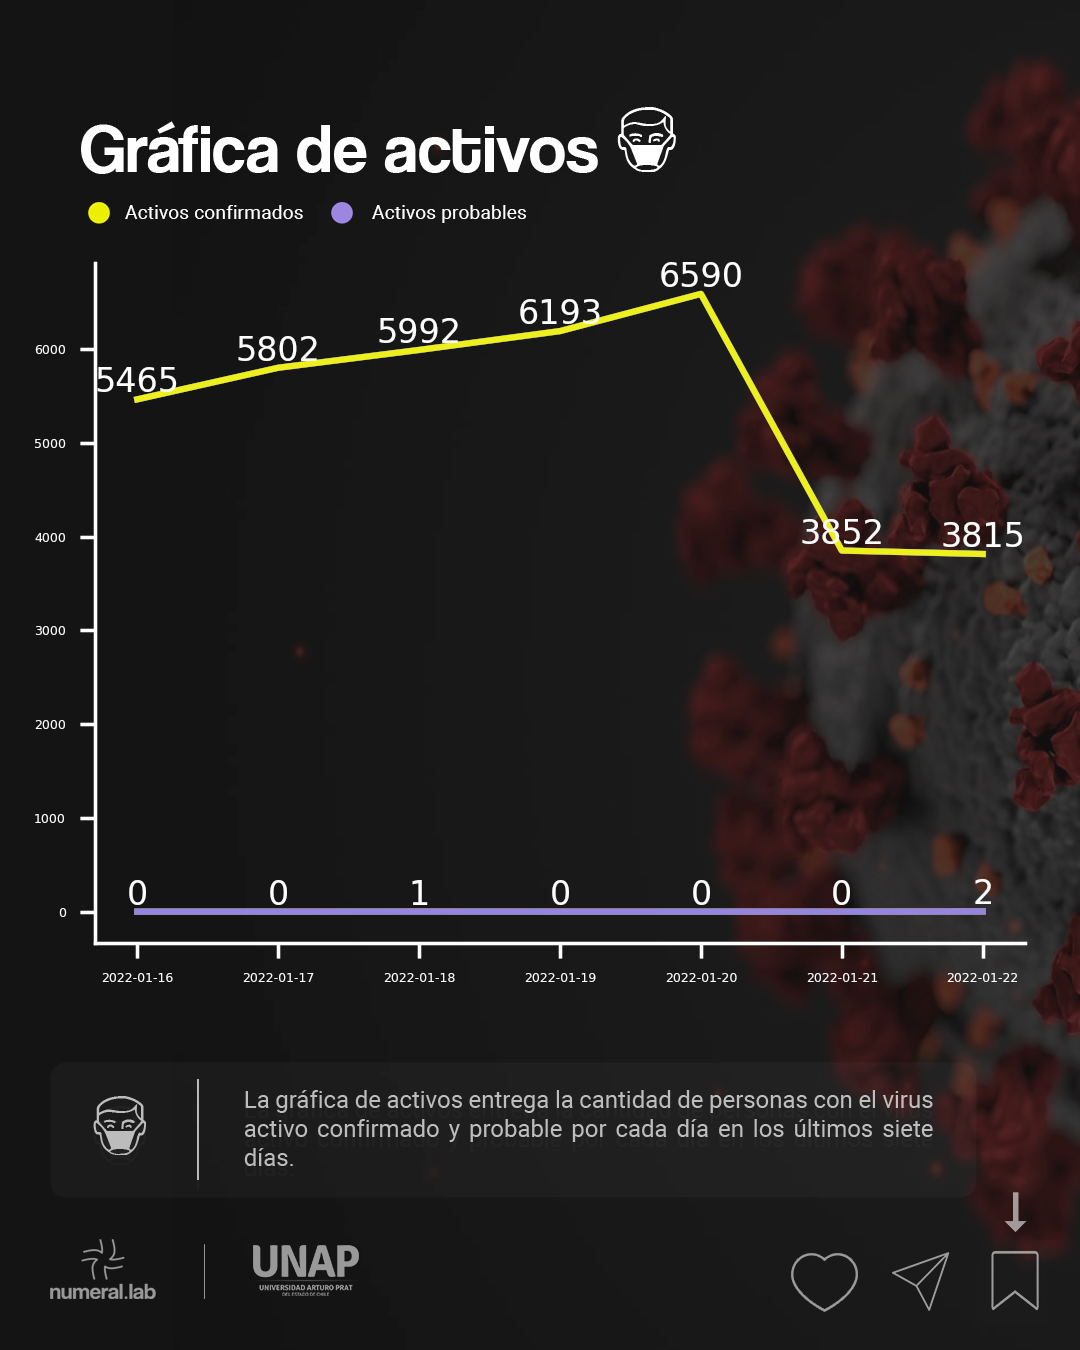 Gráfica de activos
Activos confirmados Activos probables
6590
6193
5992
5802
6000
5465
5000
3852 3815
4000
3000
2000
1000
0 0 1 0 0 0 2
0
2022-01-16 2022-01-17 2022-01-18 2022-01-19 2022-01-20 2022-01-21 2022-01-22
La gráfica de activos entrega la cantidad de personas con el virus
activo confirmado y probable por cada día en los últimos siete
días.
numeral.lab
UNAP
UNIVERSIDAD ARTURO PRAT
DEL ESTADO DE CHILE